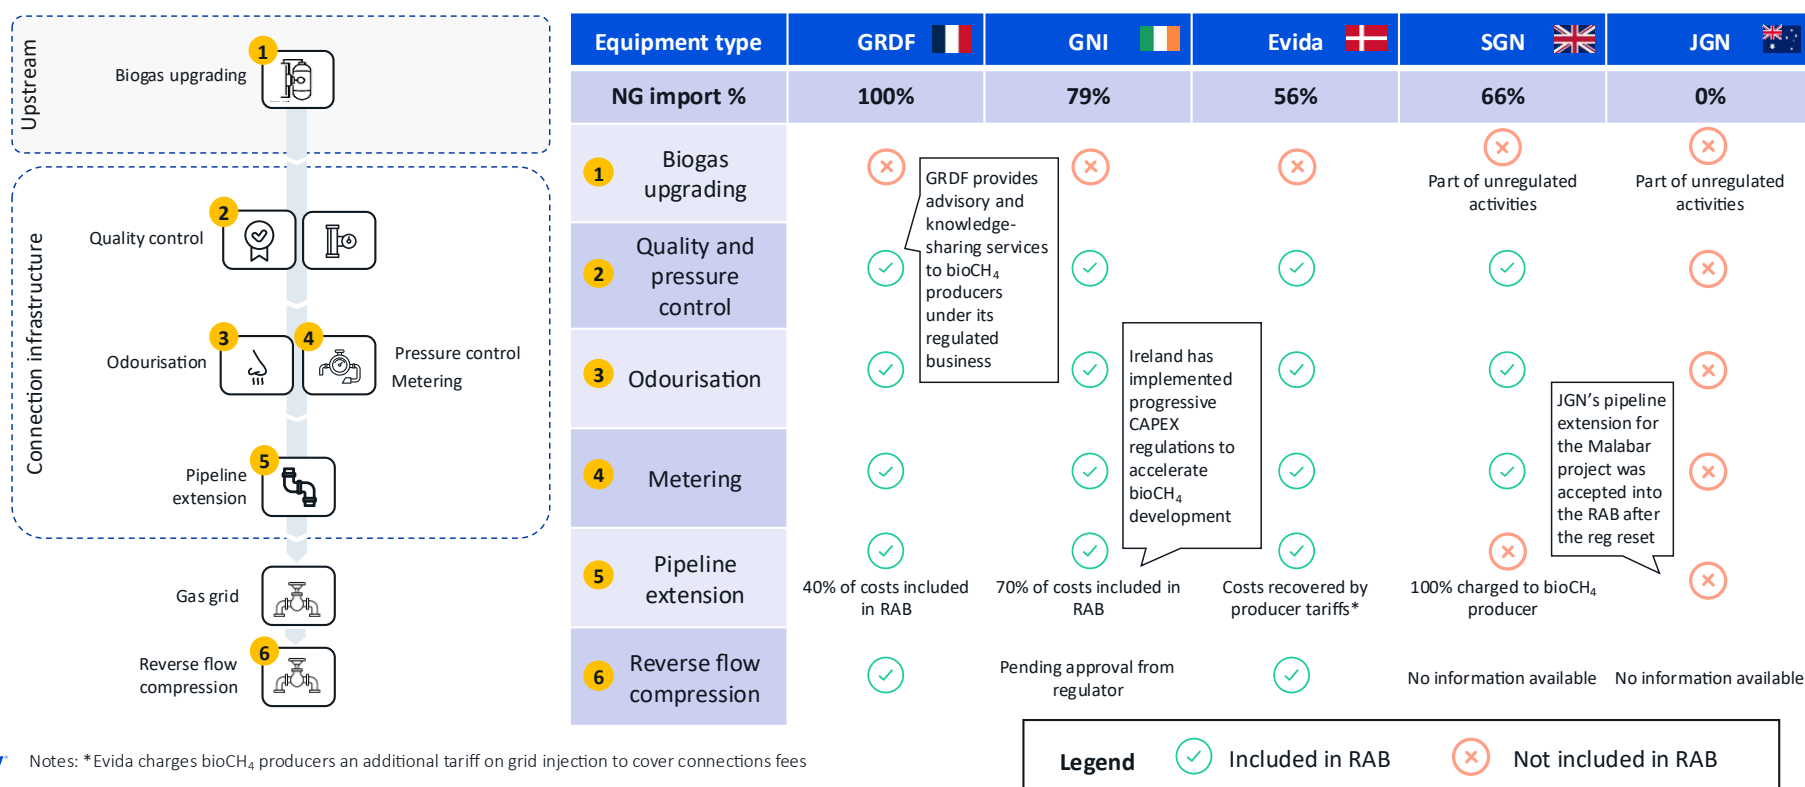 Upstream
1
Biogas upgrading
Connection infrastructure
2
Quality control
3
4
Odourisation
Pressure control
Metering
5
Pipeline
extension
Gas grid
6
Reverse flow
compression
Equipment type
GRDF
GNI
Evida
SGN
JGN
NG import %
100%
79%
56%
66%
0%
1
Biogas
upgrading
Part of unregulated
activities
Part of unregulated
activities
GRDF provides
advisory and
knowledge-
sharing services
to bioCH₄
producers
under its
regulated
business
2
Quality and
pressure
control
3
Odourisation
Ireland has
implemented
progressive
CAPEX
regulations to
accelerate
bioCH₄
development
JGN’s pipeline
extension for
the Malabar
project was
accepted into
the RAB after
the reg reset
4
Metering
5
Pipeline
extension
40% of costs included
in RAB
70% of costs included in
RAB
Costs recovered by
producer tariffs*
100% charged to bioCH₄
producer
6
Reverse flow
compression
Pending approval from
regulator
No information available
No information available
Legend
Included in RAB
Not included in RAB
Notes: *Evida charges bioCH₄ producers an additional tariff on grid injection to cover connections fees